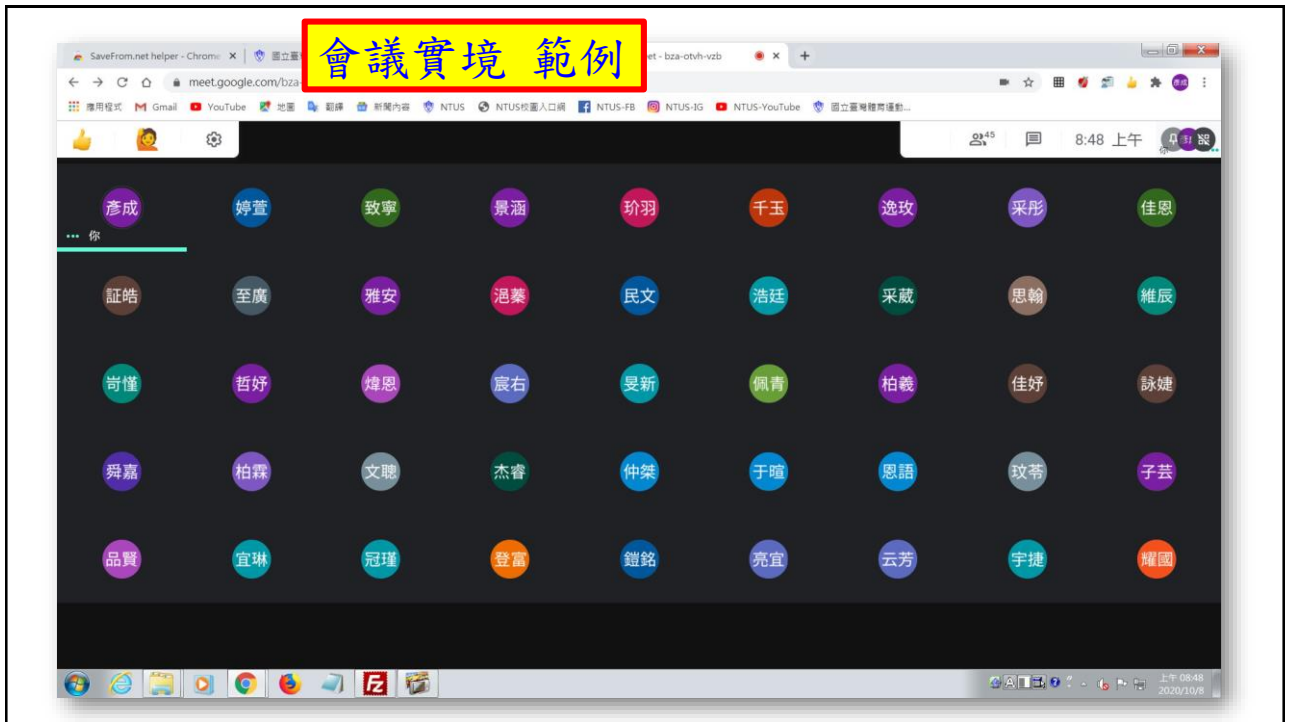 會議實境 範例
SaveFrom.net helper - Chrome
國立臺
et - bza-otvh-vzb
meet.google.com/bza-
應用程式 Gmail YouTube 地圖 翻譯 新聞內容 NTUS NTUS校園入口網 NTUS-FB NTUS-IG NTUS-YouTube 國立臺灣體育運動...
45 8:48 上午
彥成 婷萱 致寧 景涵 玠羽 千玉 逸玫 采彤 佳恩
你
証皓 至廣 雅安 浥蓁 民文 浩廷 采葳 思翰 維辰
岢慬 哲妤 煒恩 宸右 旻新 佩青 柏羲 佳妤 詠婕
舜嘉 柏霖 文聰 杰睿 仲桀 于暄 恩語 玟苓 子芸
品賢 宜琳 冠瑾 登富 鎧銘 亮宜 云芳 宇捷 耀國
上午 08:48
2020/10/8